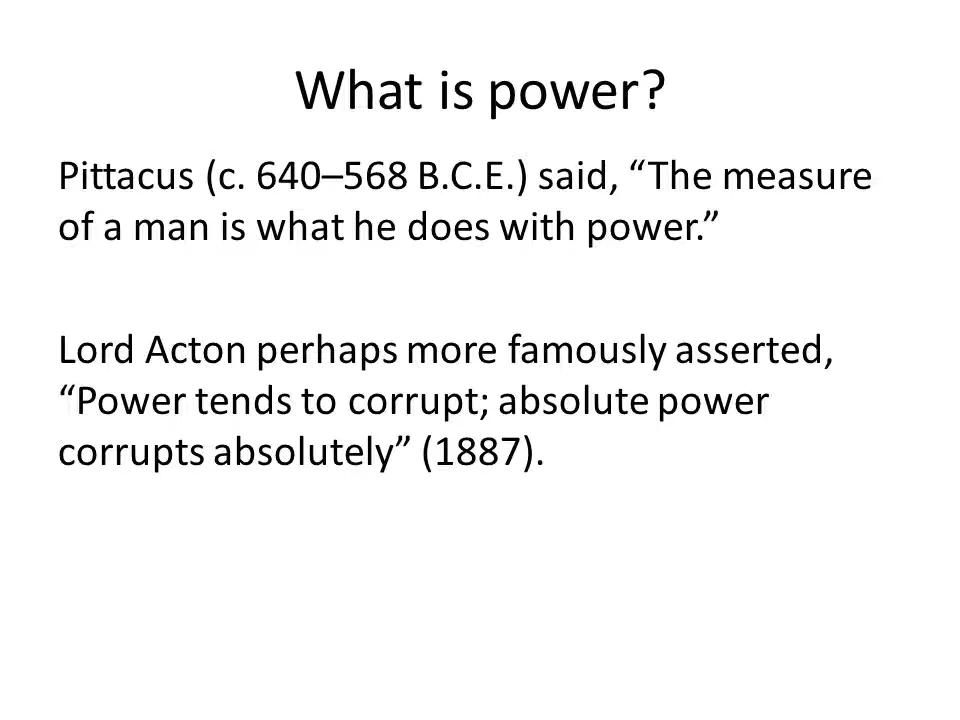 What is power?
Pittacus (c. 640–568 B.C.E.) said, “The measure
of a man is what he does with power.”
Lord Acton perhaps more famously asserted,
“Power tends to corrupt; absolute power
corrupts absolutely” (1887).